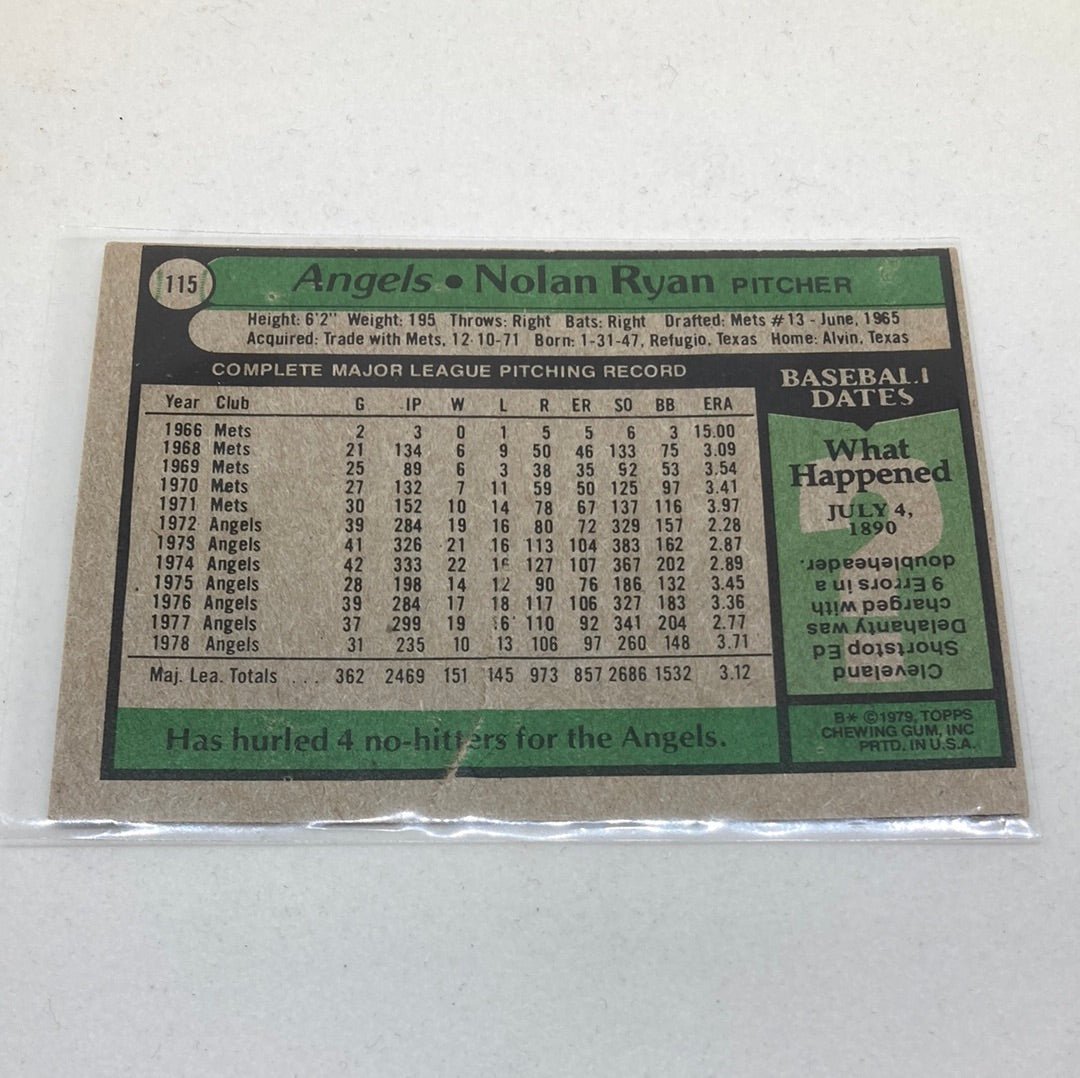 115
Angels • Nolan Ryan PITCHER
Height: 6'2" Weight: 195 Throws: Right Bats: Right Drafted: Mets #13 - June, 1965
Acquired: Trade with Mets, 12-10-71 Born: 1-31-47, Refugio, Texas Home: Alvin, Texas
COMPLETE MAJOR LEAGUE PITCHING RECORD
Year Club G IP W L R ER SO BB ERA
1966 Mets 2 3 0 1 5 5 6 3 15.00
1968 Mets 21 134 6 9 50 46 133 75 3.09
1969 Mets 25 89 6 3 38 35 92 53 3.54
1970 Mets 27 132 7 11 59 50 125 97 3.41
1971 Mets 30 152 10 14 78 67 137 116 3.97
1972 Angels 39 284 19 16 80 72 329 157 2.28
1973 Angels 41 326 21 16 113 104 383 162 2.87
1974 Angels 42 333 22 16 127 107 367 202 2.89
1975 Angels 28 198 14 12 90 76 186 132 3.45
1976 Angels 39 284 17 18 117 106 327 183 3.36
1977 Angels 37 299 19 16 110 92 341 204 2.77
1978 Angels 31 235 10 13 106 97 260 148 3.71
Maj. Lea. Totals ... 362 2469 151 145 973 857 2686 1532 3.12
Has hurled 4 no-hitters for the Angels.
BASEBALL
DATES
What
Happened
JULY 4,
1890
?
Cleveland
Shortstop Ed
Delahanty was
charged with
9 Errors in a
doubleheader.
B* ©1979, TOPPS
CHEWING GUM, INC
PRTD. IN U.S.A.